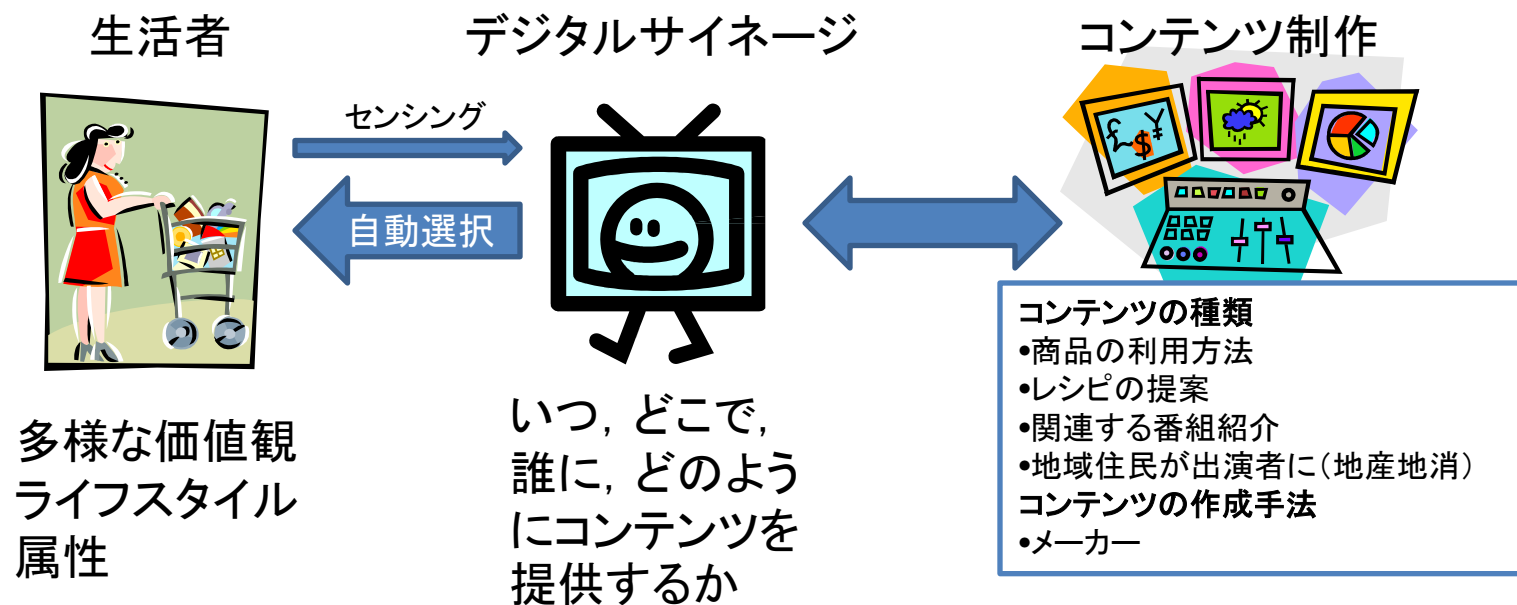 生活者
デジタルサイネージ
コンテンツ制作
センシング
自動選択
£
$
¥
多様な価値観
ライフスタイル
属性
いつ，どこで，
誰に，どのよう
にコンテンツを
提供するか
コンテンツの種類
•商品の利用方法
•レシピの提案
•関連する番組紹介
•地域住民が出演者に（地産地消）
コンテンツの作成手法
•メーカー